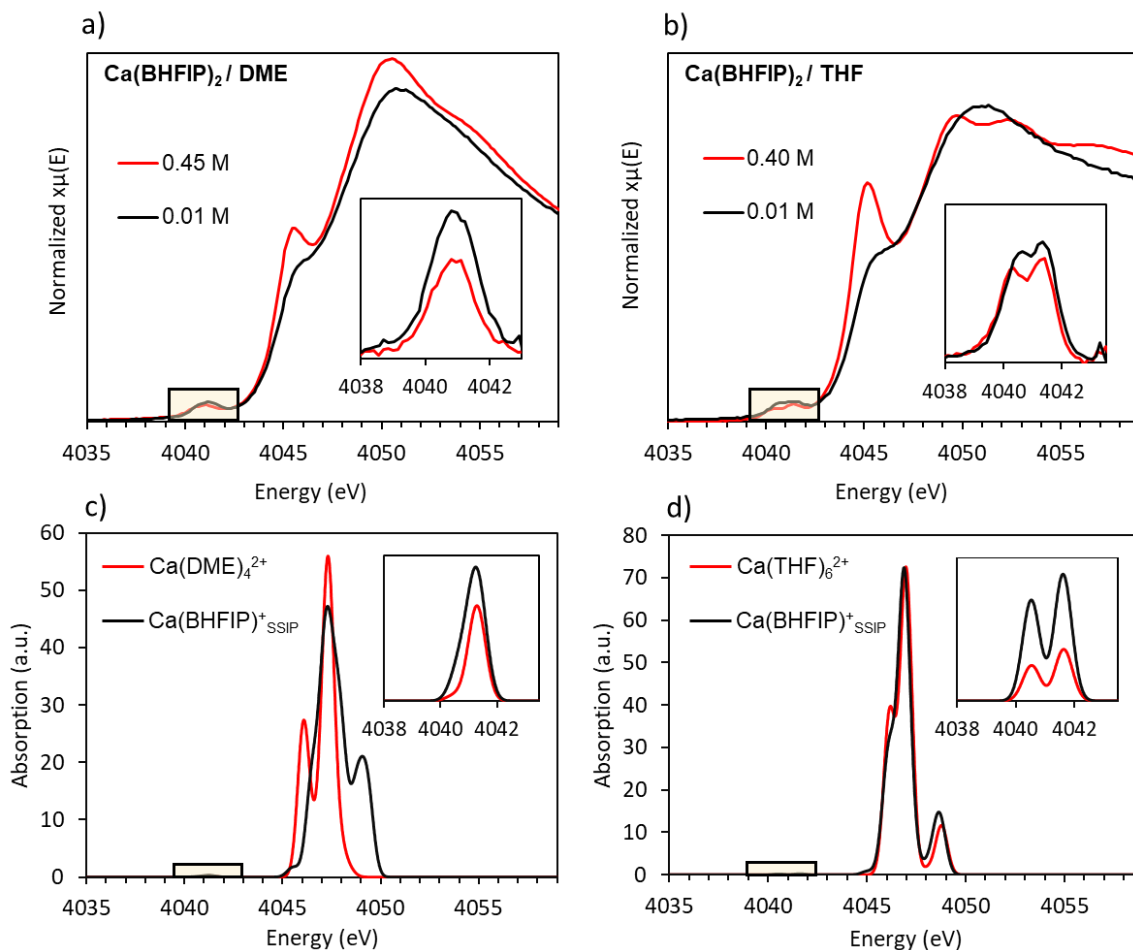 a)
Ca(BHFIP)2 / DME
0.45 M
0.01 M
Normalized xμ(E)
4038 4040 4042
4035 4040 4045 4050 4055
Energy (eV)
b)
Ca(BHFIP)2 / THF
0.40 M
0.01 M
Normalized xμ(E)
4038 4040 4042
4035 4040 4045 4050 4055
Energy (eV)
c)
60
50
40
30
20
10
0
Absorption (a.u.)
Ca(DME)42+
Ca(BHFIP)+SSIP
4038 4040 4042
4035 4040 4045 4050 4055
Energy (eV)
d)
80
70
60
50
40
30
20
10
0
Absorption (a.u.)
Ca(THF)62+
Ca(BHFIP)+SSIP
4038 4040 4042
4035 4040 4045 4050 4055
Energy (eV)